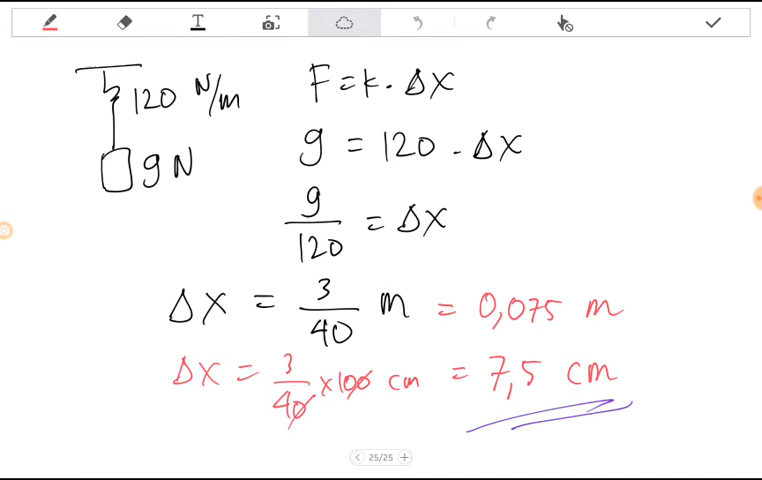 T
120 N/m
9 N
F = k . Δx
9 = 120 . Δx
9/120 = Δx
Δx = 3/40 m = 0,075 m
Δx = 3/40 x 100 cm = 7,5 cm
25/25